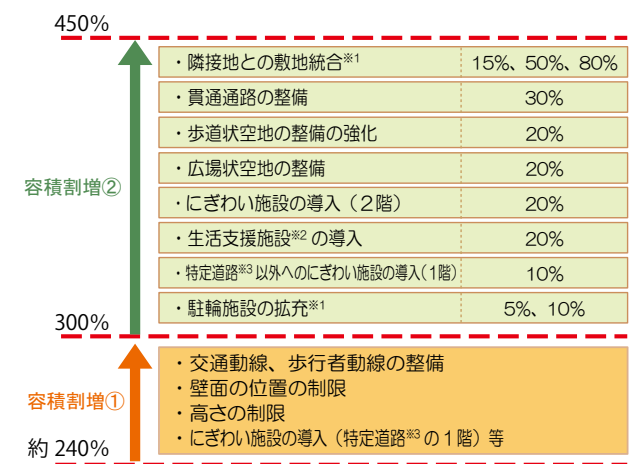 450%
・隣接地との敷地統合※1 15%、50%、80%
・貫通通路の整備 30%
・歩道状空地の整備の強化 20%
・広場状空地の整備 20%
容積割増②
・にぎわい施設の導入（２階） 20%
・生活支援施設※2 の導入 20%
・特定道路※3 以外へのにぎわい施設の導入（1階） 10%
・駐輪施設の拡充※1 5%、10%
300%
・交通動線、歩行者動線の整備
・壁面の位置の制限
容積割増①
・高さの制限
・にぎわい施設の導入（特定道路※3 の１階）等
約 240%